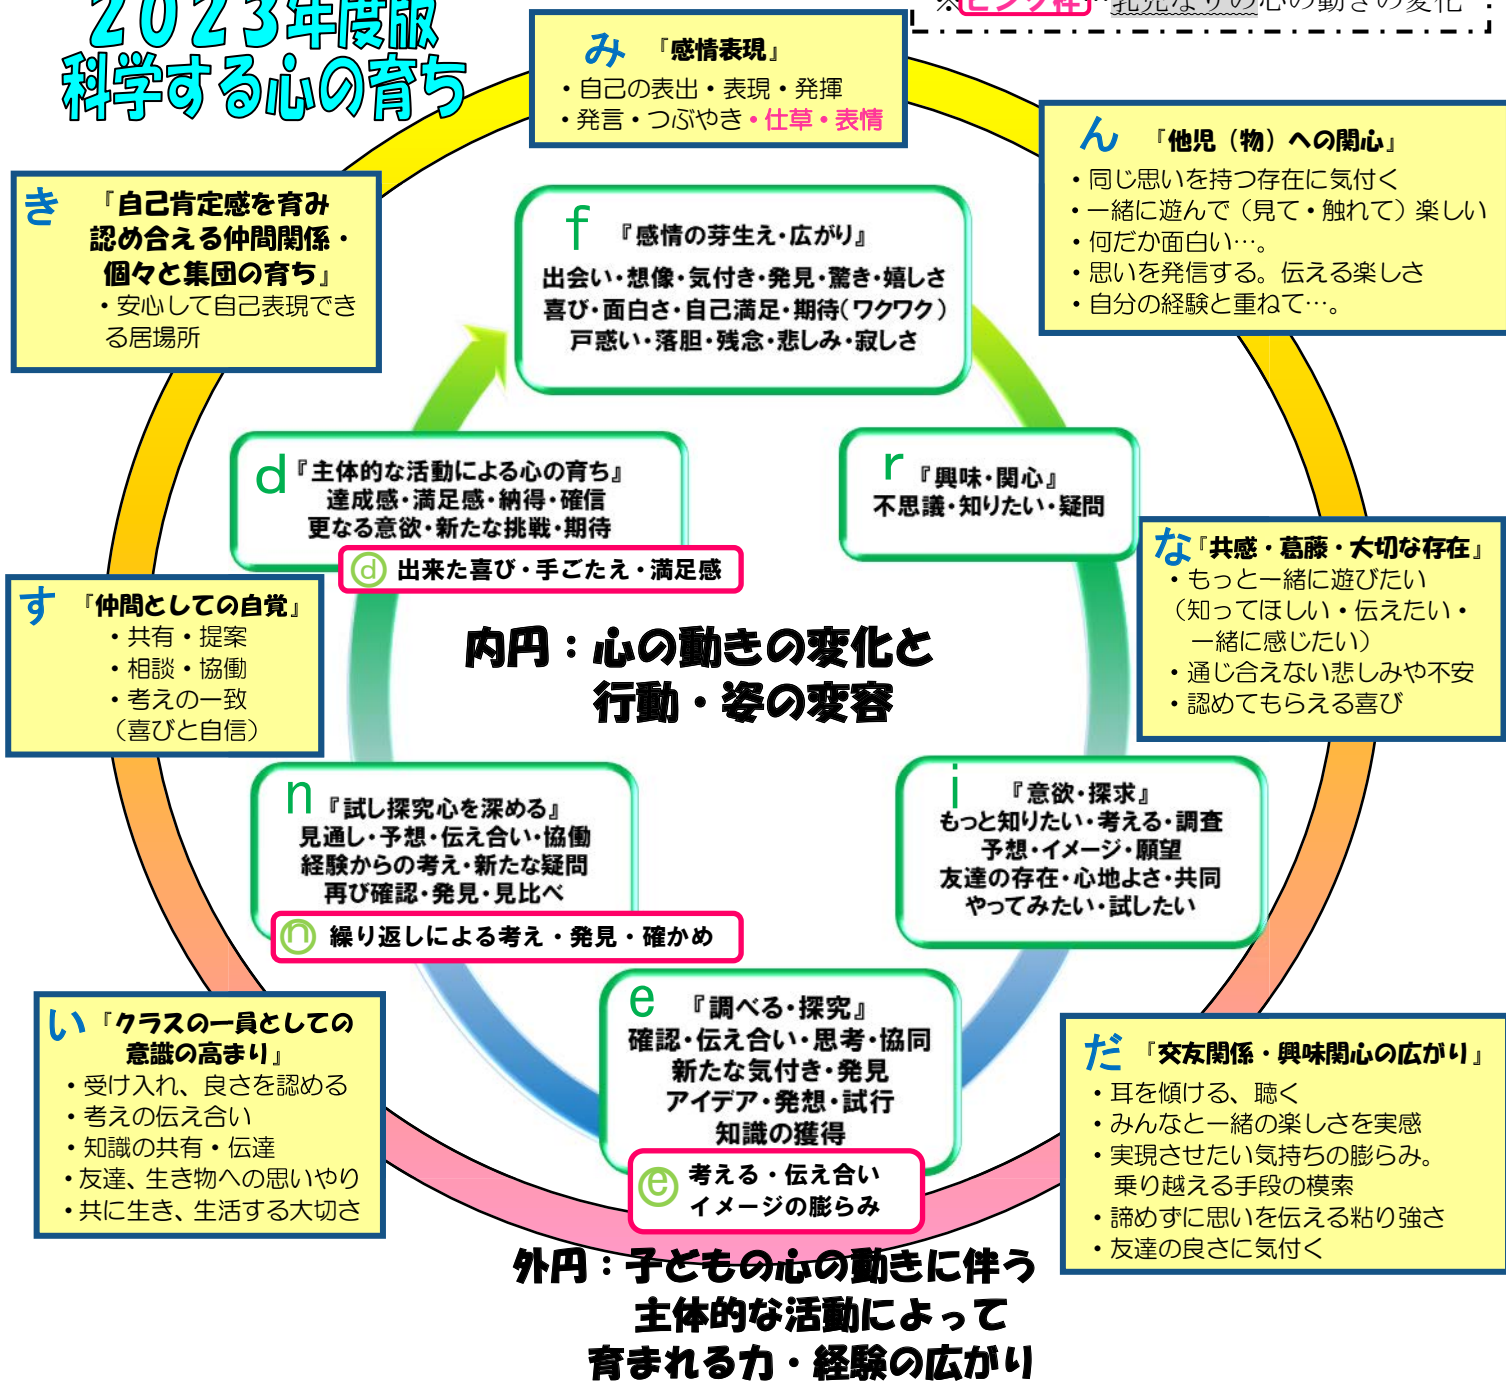 2023年度版
科学する心の育ち
※ピンク枠…乳児なりの心の動きの変化
み 『感情表現』
・自己の表出・表現・発揮
・発言・つぶやき・仕草・表情
ん 『他児（物）への関心』
・同じ思いを持つ存在に気付く
・一緒に遊んで（見て・触れて）楽しい
・何だか面白い…。
・思いを発信する。伝える楽しさ
・自分の経験と重ねて…。
な『共感・葛藤・大切な存在』
・もっと一緒に遊びたい
（知ってほしい・伝えたい・
一緒に感じたい）
・通じ合えない悲しみや不安
・認めてもらえる喜び
だ 『交友関係・興味関心の広がり』
・耳を傾ける、聴く
・みんなと一緒の楽しさを実感
・実現させたい気持ちの膨らみ。
乗り越える手段の模索
・諦めずに思いを伝える粘り強さ
・友達の良さに気付く
い『クラスの一員としての
意識の高まり』
・受け入れ、良さを認める
・考えの伝え合い
・知識の共有・伝達
・友達、生き物への思いやり
・共に生き、生活する大切さ
す 『仲間としての自覚』
・共有・提案
・相談・協働
・考えの一致
（喜びと自信）
き 『自己肯定感を育み
認め合える仲間関係・
個々と集団の育ち』
・安心して自己表現でき
る居場所
f 『感情の芽生え・広がり』
出会い・想像・気付き・発見・驚き・嬉しさ
喜び・面白さ・自己満足・期待（ワクワク）
戸惑い・落胆・残念・悲しみ・寂しさ
r 『興味・関心』
不思議・知りたい・疑問
i 『意欲・探求』
もっと知りたい・考える・調査
予想・イメージ・願望
友達の存在・心地よさ・共同
やってみたい・試したい
e 『調べる・探究』
確認・伝え合い・思考・協同
新たな気付き・発見
アイデア・発想・試行
知識の獲得
e 考える・伝え合い
イメージの膨らみ
n 『試し探究心を深める』
見通し・予想・伝え合い・協働
経験からの考え・新たな疑問
再び確認・発見・見比べ
n 繰り返しによる考え・発見・確かめ
d 『主体的な活動による心の育ち』
達成感・満足感・納得・確信
更なる意欲・新たな挑戦・期待
d 出来た喜び・手ごたえ・満足感
内円：心の動きの変化と
行動・姿の変容
外円：子どもの心の動きに伴う
主体的な活動によって
育まれる力・経験の広がり